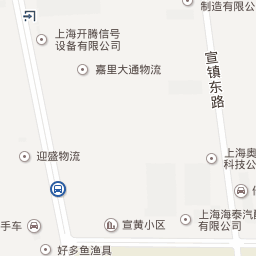 制造有限公司
上海开腾信号
设备有限公司
嘉里大通物流
宣镇东路
迎盛物流
上海奥
科技公
上海海泰汽
有限公司
宣黄小区
手车
好多鱼渔具